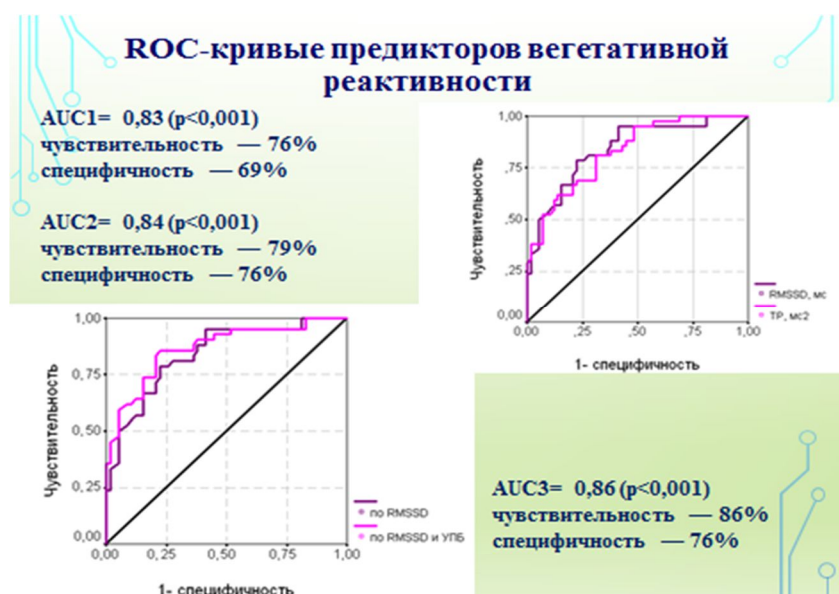 ROC-кривые предикторов вегетативной
реактивности
AUC1= 0,83 (p<0,001)
чувствительность — 76%
специфичность — 69%
AUC2= 0,84 (p<0,001)
чувствительность — 79%
специфичность — 76%
1,00
,75
,50
,25
0,00
Чувствительность
0,00
,25
,50
,75
1,00
1- специфичность
RMSSD, мс
TP, мс2
1,00
0,75
0,50
0,25
0,00
Чувствительность
0,00
0,25
0,50
0,75
1,00
1- специфичность
по RMSSD
по RMSSD и УПБ
AUC3= 0,86 (p<0,001)
чувствительность — 86%
специфичность — 76%